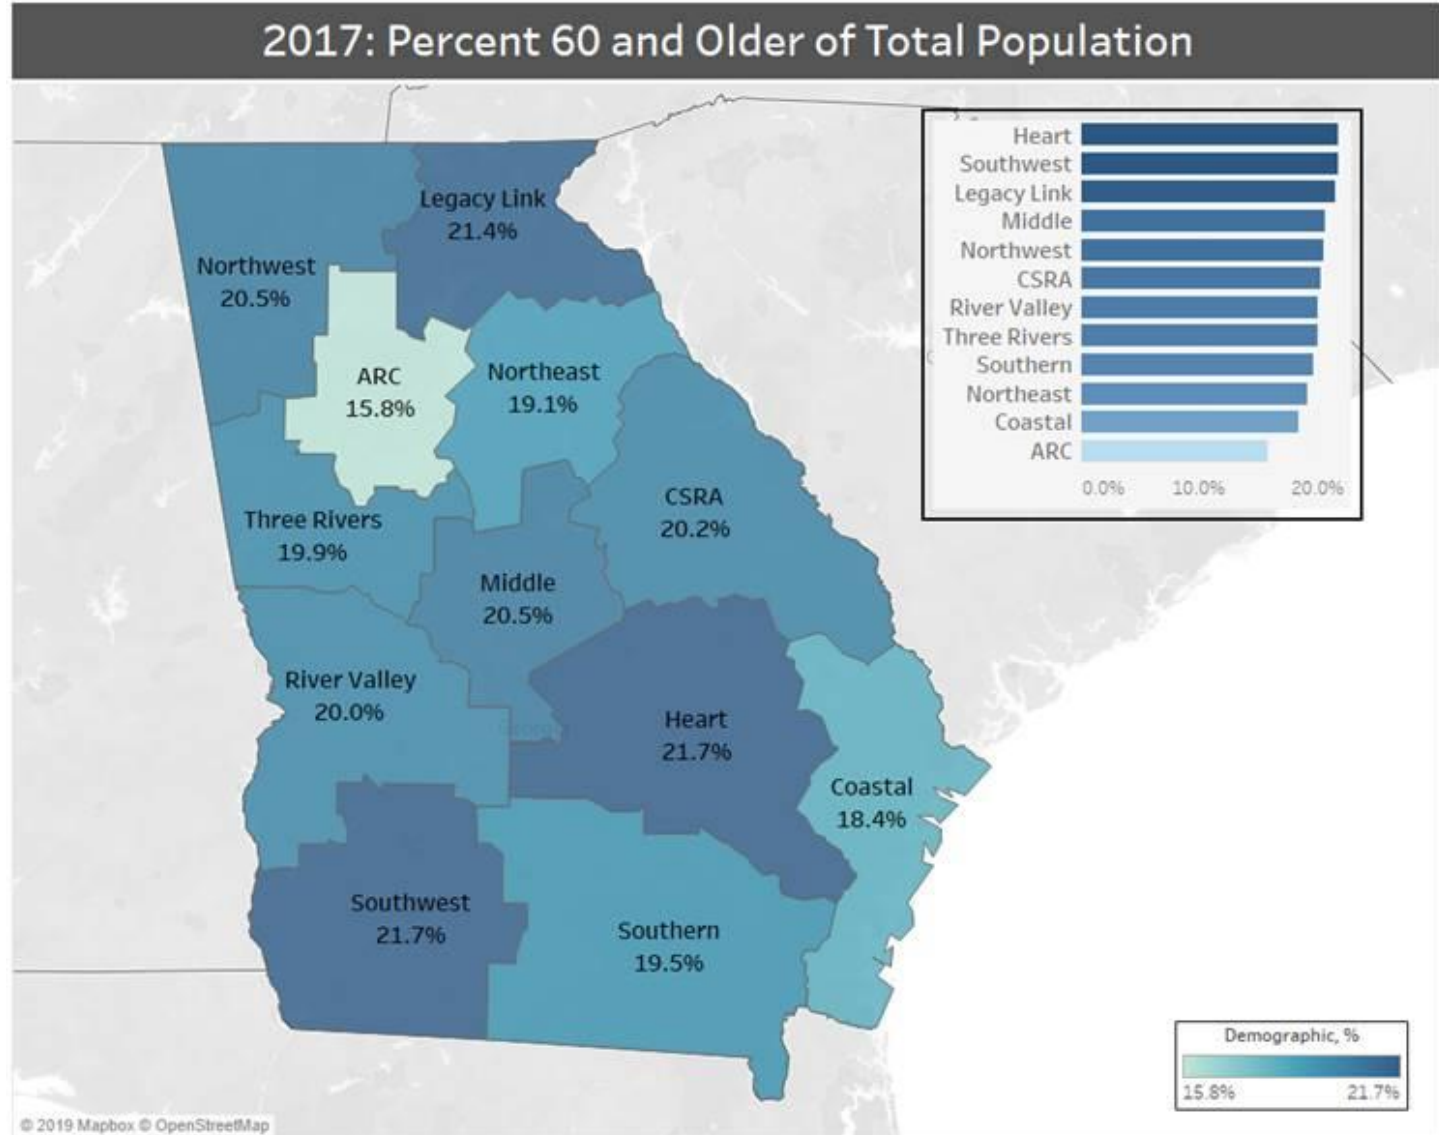 2017: Percent 60 and Older of Total Population
Heart
Southwest
Legacy Link
Middle
Northwest
CSRA
River Valley
Three Rivers
Southern
Northeast
Coastal
ARC
0.0% 10.0% 20.0%
Legacy Link
21.4%
Northwest
20.5%
ARC
15.8%
Northeast
19.1%
CSRA
20.2%
Three Rivers
19.9%
Middle
20.5%
River Valley
20.0%
Heart
21.7%
Coastal
18.4%
Southwest
21.7%
Southern
19.5%
Demographic, %
15.8% 21.7%
© 2019 Mapbox © OpenStreetMap